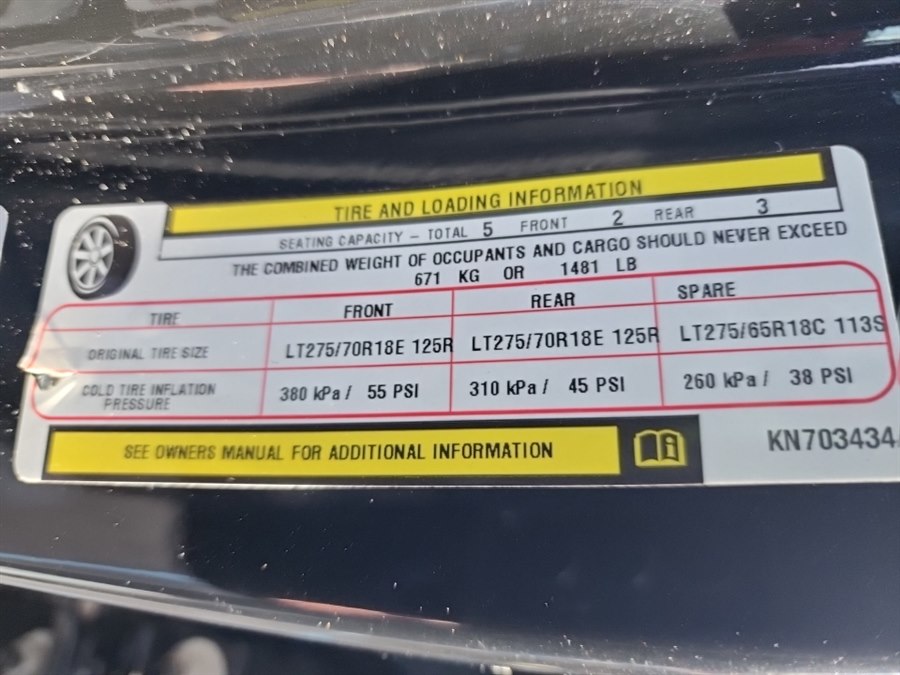 TIRE AND LOADING INFORMATION
SEATING CAPACITY – TOTAL 5 FRONT 2 REAR 3
THE COMBINED WEIGHT OF OCCUPANTS AND CARGO SHOULD NEVER EXCEED
671 KG OR 1481 LB
TIRE FRONT REAR SPARE
ORIGINAL TIRE SIZE LT275/70R18E 125R LT275/70R18E 125R LT275/65R18C 113S
COLD TIRE INFLATION PRESSURE 380 kPa / 55 PSI 310 kPa / 45 PSI 260 kPa / 38 PSI
SEE OWNERS MANUAL FOR ADDITIONAL INFORMATION
KN703434